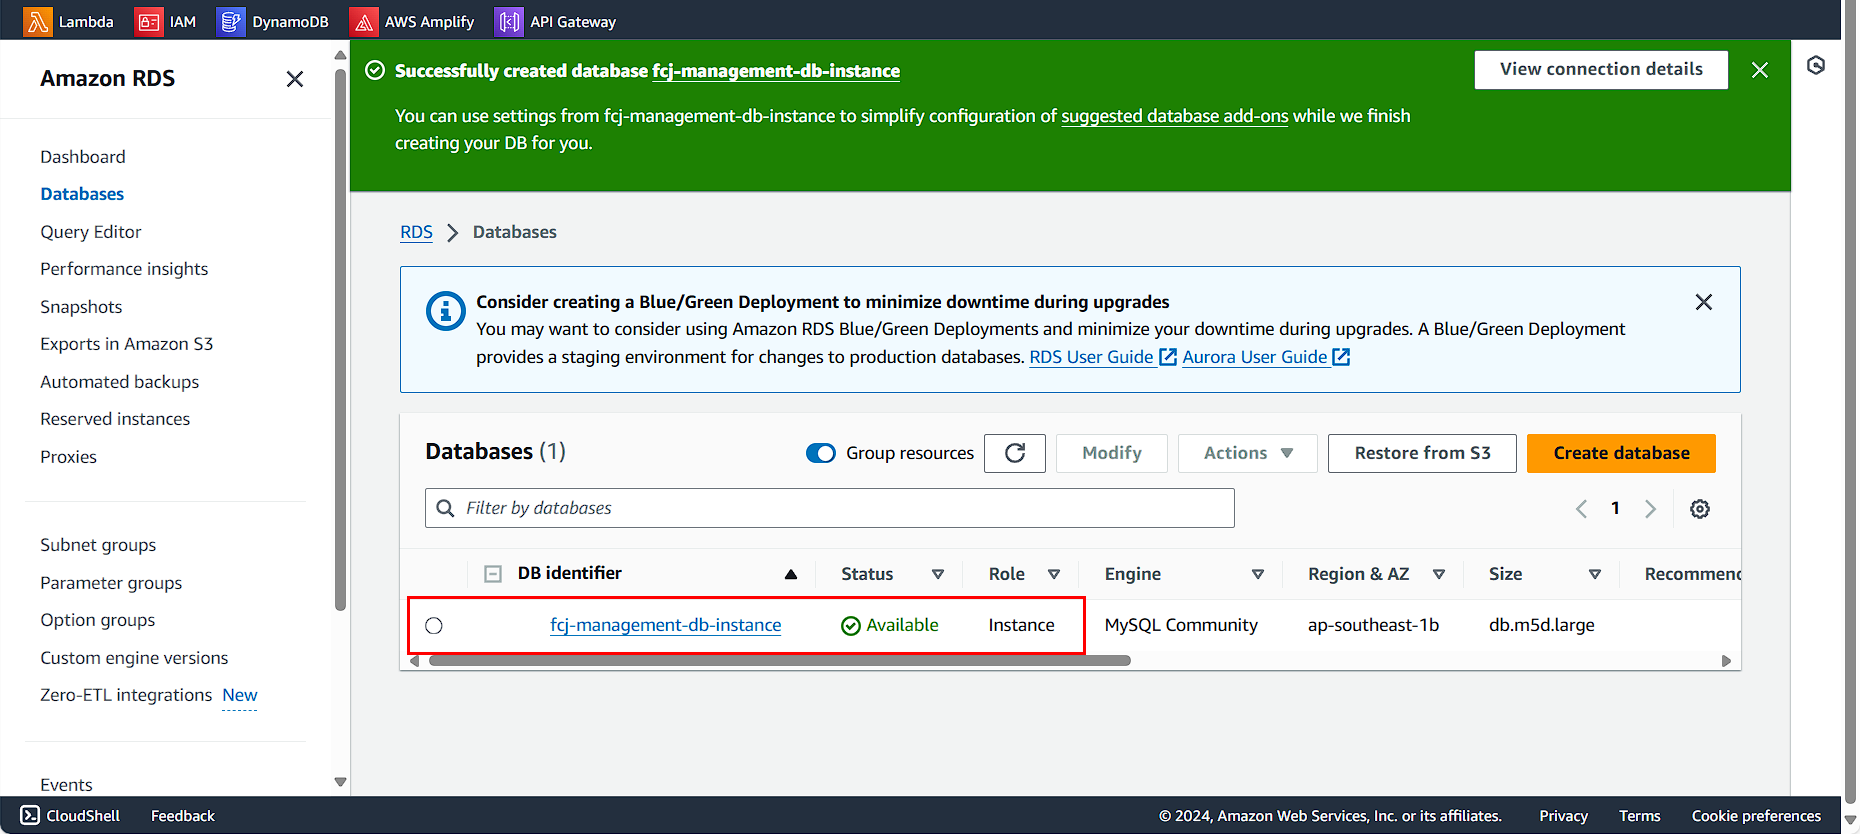 Lambda IAM DynamoDB AWS Amplify API Gateway
Amazon RDS
Dashboard
Databases
Query Editor
Performance insights
Snapshots
Exports in Amazon S3
Automated backups
Reserved instances
Proxies
Subnet groups
Parameter groups
Option groups
Custom engine versions
Zero-ETL integrations New
Events
Successfully created database fcj-management-db-instance
View connection details
You can use settings from fcj-management-db-instance to simplify configuration of suggested database add-ons while we finish
creating your DB for you.
RDS > Databases
Consider creating a Blue/Green Deployment to minimize downtime during upgrades
You may want to consider using Amazon RDS Blue/Green Deployments and minimize your downtime during upgrades. A Blue/Green Deployment
provides a staging environment for changes to production databases. RDS User Guide Aurora User Guide
Databases (1) Group resources Modify Actions Restore from S3 Create database
Filter by databases 1
DB identifier Status Role Engine Region & AZ Size Recommenc
fcj-management-db-instance Available Instance MySQL Community ap-southeast-1b db.m5d.large
CloudShell Feedback © 2024, Amazon Web Services, Inc. or its affiliates. Privacy Terms Cookie preferences